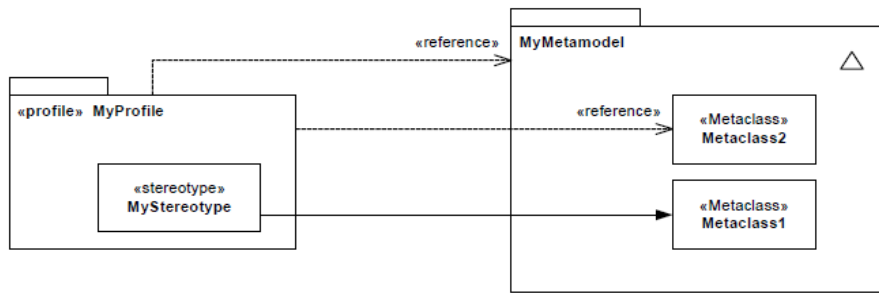 «reference»
MyMetamodel
«profile» MyProfile
«reference»
«Metaclass»
Metaclass2
«stereotype»
MyStereotype
«Metaclass»
Metaclass1